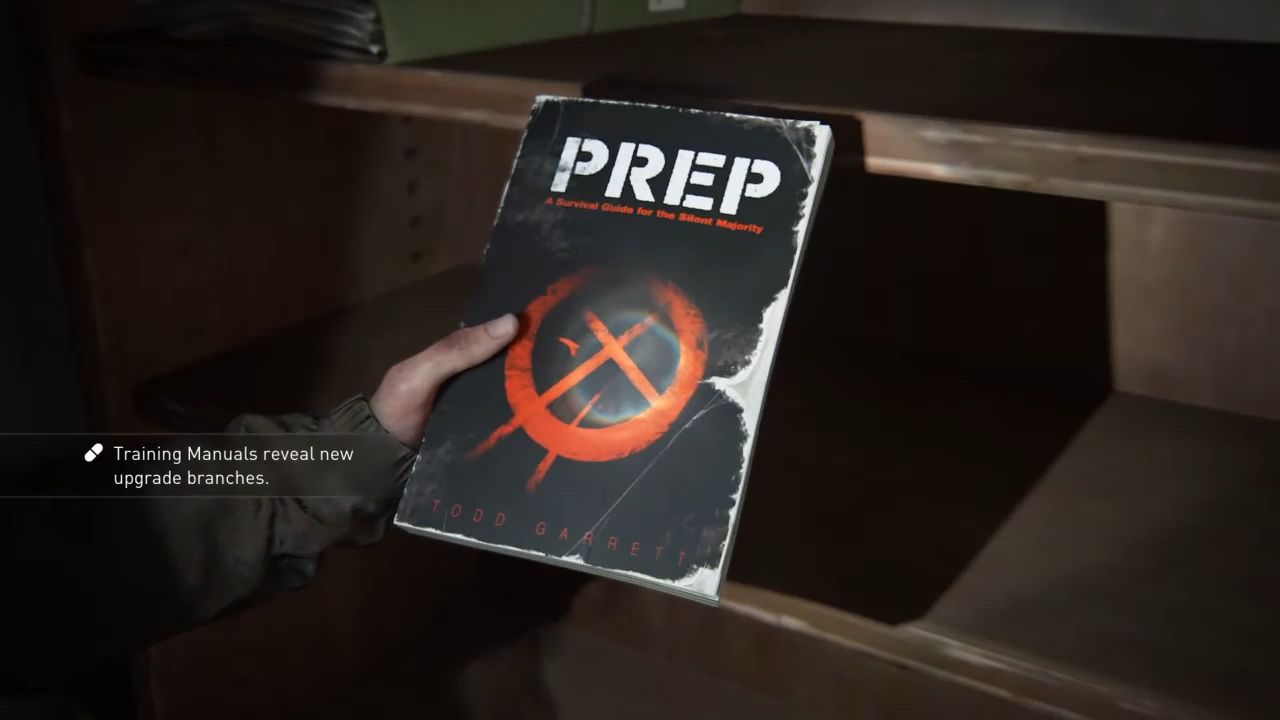 PREP
A Survival Guide for the Silent Majority
Training Manuals reveal new
upgrade branches.
TODD GARRETT